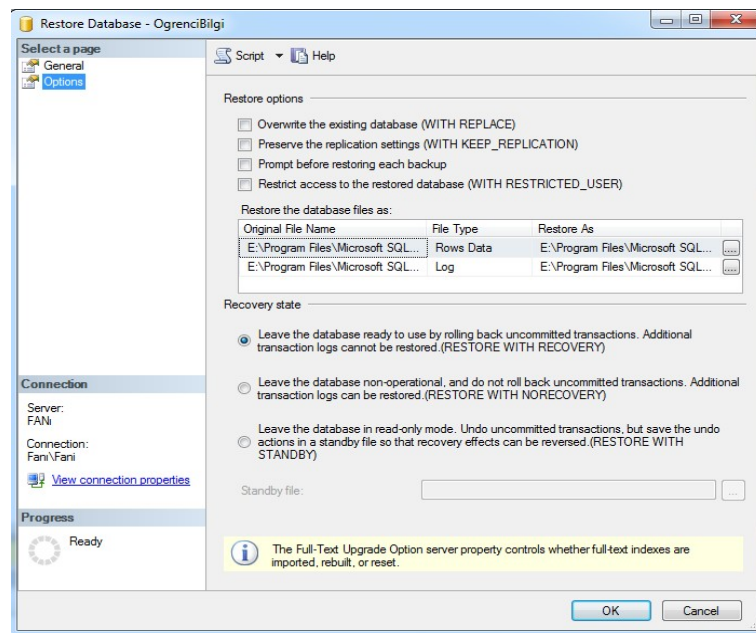 Restore Database - OgrenciBilgi
Select a page
General
Options
Script
Help
Restore options
Overwrite the existing database (WITH REPLACE)
Preserve the replication settings (WITH KEEP_REPLICATION)
Prompt before restoring each backup
Restrict access to the restored database (WITH RESTRICTED_USER)
Restore the database files as:
Original File Name File Type Restore As
E:\Program Files\Microsoft SQL... Rows Data E:\Program Files\Microsoft SQL... ...
E:\Program Files\Microsoft SQL... Log E:\Program Files\Microsoft SQL... ...
Recovery state
Leave the database ready to use by rolling back uncommitted transactions. Additional
transaction logs cannot be restored.(RESTORE WITH RECOVERY)
Leave the database non-operational, and do not roll back uncommitted transactions. Additional
transaction logs can be restored.(RESTORE WITH NORECOVERY)
Leave the database in read-only mode. Undo uncommitted transactions, but save the undo
actions in a standby file so that recovery effects can be reversed.(RESTORE WITH
STANDBY)
Standby file:
...
Connection
Server:
FANı
Connection:
Fanı\Fani
View connection properties
Progress
Ready
The Full-Text Upgrade Option server property controls whether full-text indexes are
imported, rebuilt, or reset.
OK
Cancel